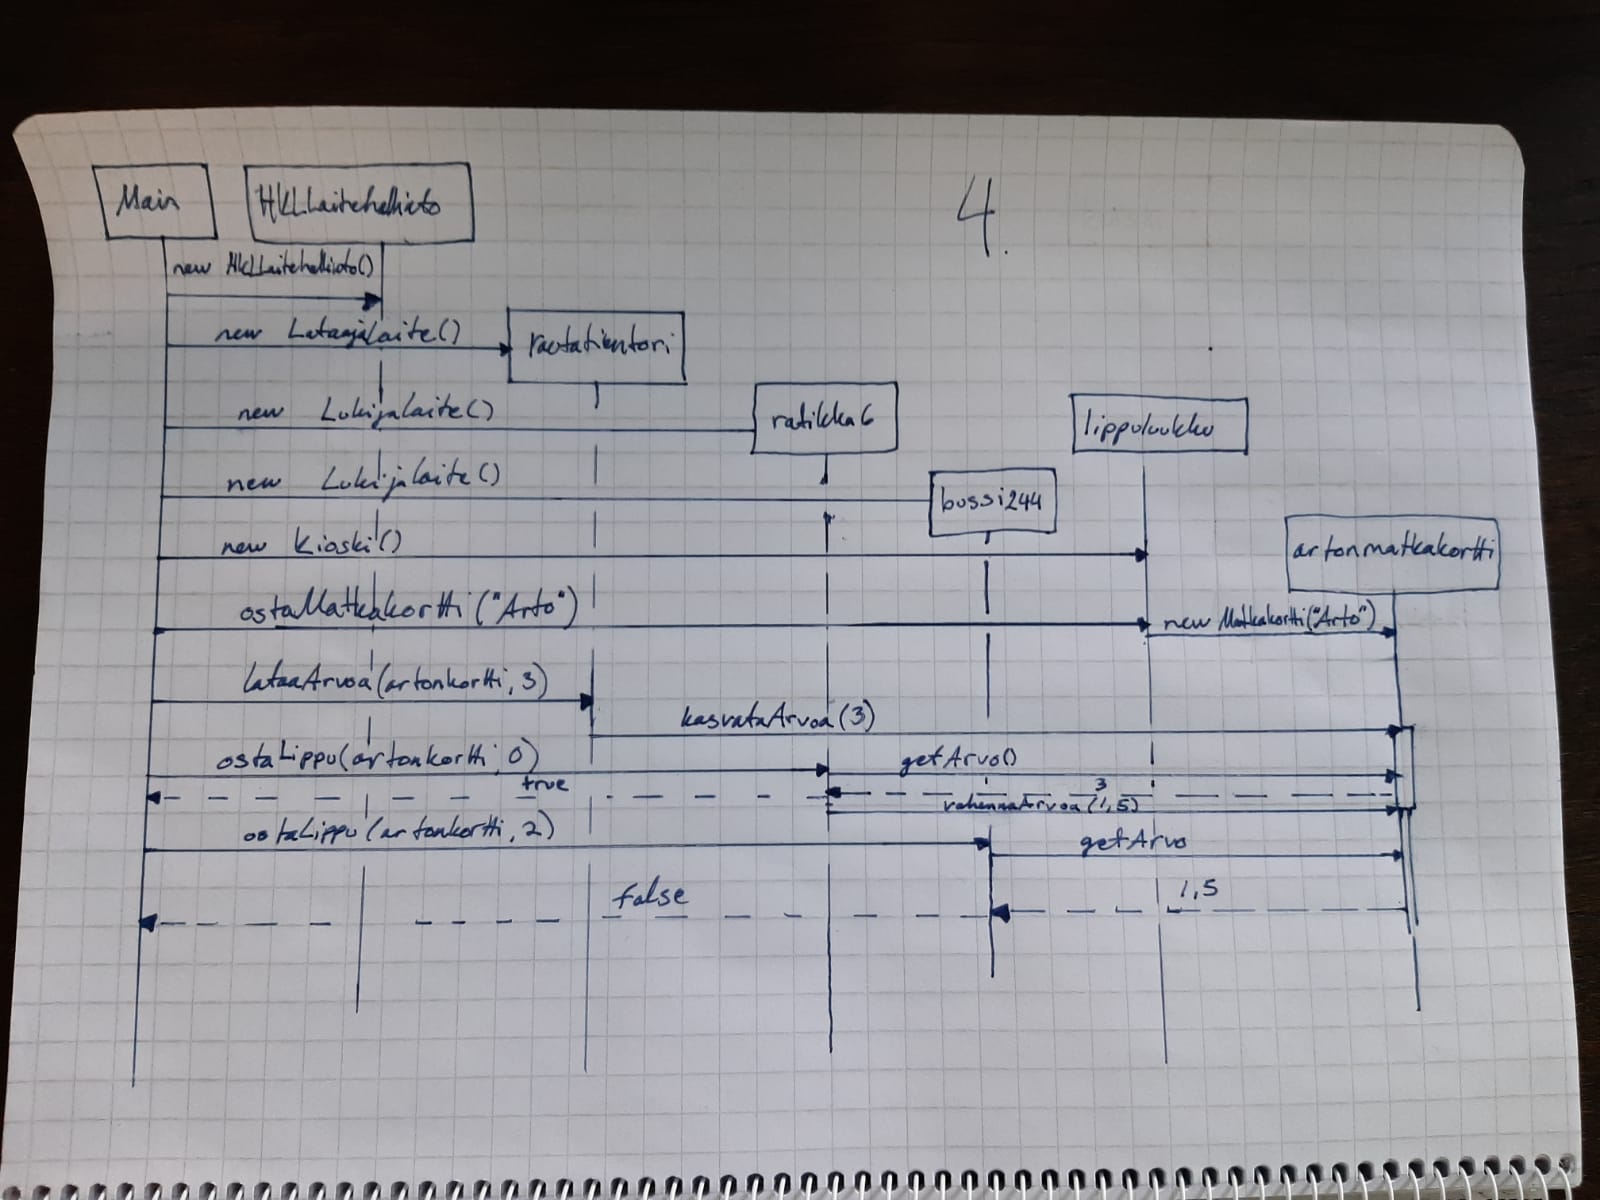 4.
Main
HKLLaitehallinto
new HKLLaitehallinto()
new Lataajalaite()
rautatientori
new Lukijalaite()
ratikka6
lippuluukku
new Lukijalaite()
bussi244
new Kioski()
artonmatkakortti
ostaMatkakortti("Arto")
new Matkakortti("Arto")
lataaArvoa(artonkortti, 3)
kasvataArvoa(3)
ostaLippu(artonkortti, 0)
getArvo()
true
3
vahennaArvoa(1,5)
ostaLippu(artonkortti, 2)
getArvo
false
1,5